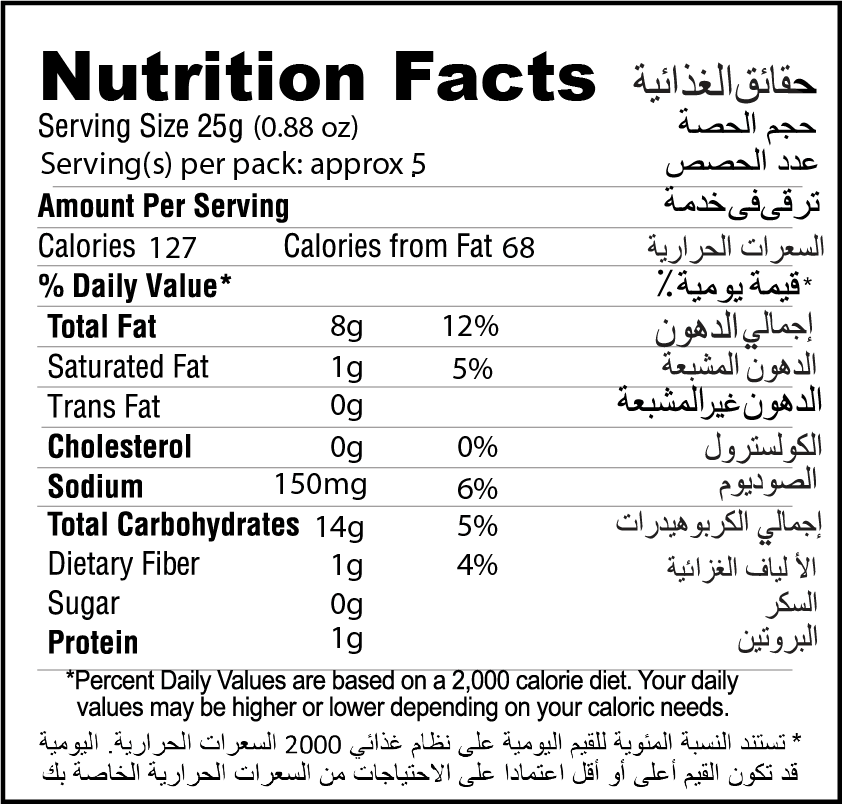 Nutrition Facts حقائق الغذائية
Serving Size 25g (0.88 oz) حجم الحصة
Serving(s) per pack: approx 5 عدد الحصص
Amount Per Serving ترقى فى خدمة
Calories 127 Calories from Fat 68 السعرات الحرارية
% Daily Value* *قيمة يومية٪
Total Fat 8g 12% إجمالي الدهون
Saturated Fat 1g 5% الدهون المشبعة
Trans Fat 0g الدهون غير المشبعة
Cholesterol 0g 0% الكولسترول
Sodium 150mg 6% الصوديوم
Total Carbohydrates 14g 5% إجمالي الكربوهيدرات
Dietary Fiber 1g 4% الألياف الغزائية
Sugar 0g السكر
Protein 1g البروتين
*Percent Daily Values are based on a 2,000 calorie diet. Your daily
values may be higher or lower depending on your caloric needs.
* تستند النسبة المئوية للقيم اليومية على نظام غذائي 2000 السعرات الحرارية. اليومية
قد تكون القيم أعلى أو أقل اعتمادا على الاحتياجات من السعرات الحرارية الخاصة بك